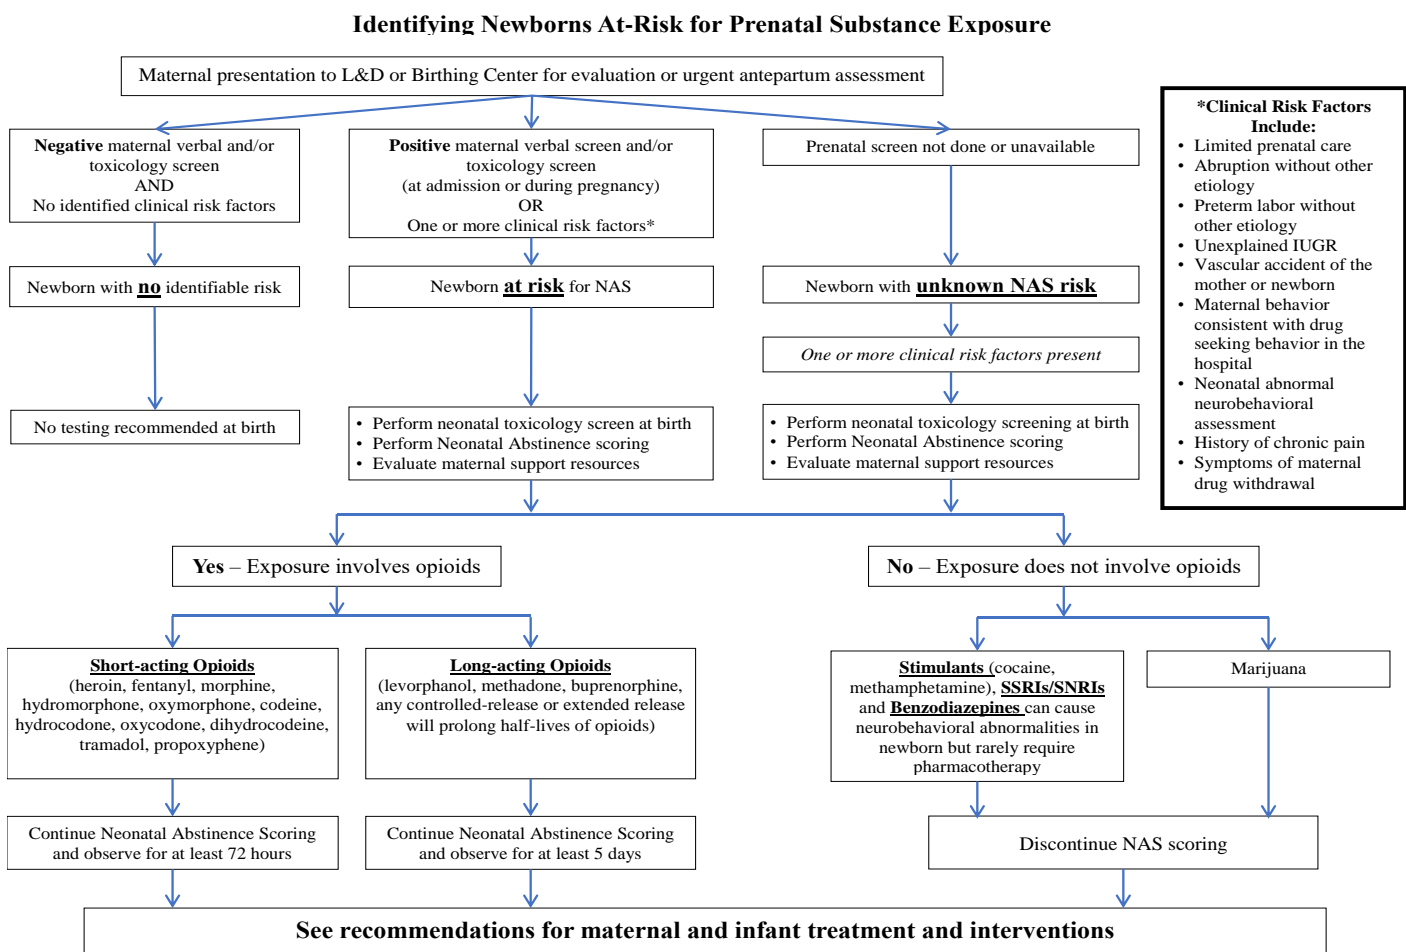 Identifying Newborns At-Risk for Prenatal Substance Exposure
Maternal presentation to L&D or Birthing Center for evaluation or urgent antepartum assessment
Negative maternal verbal and/or
toxicology screen
AND
No identified clinical risk factors
Positive maternal verbal screen and/or
toxicology screen
(at admission or during pregnancy)
OR
One or more clinical risk factors*
Prenatal screen not done or unavailable
*Clinical Risk Factors
Include:
• Limited prenatal care
• Abruption without other
etiology
• Preterm labor without
other etiology
• Unexplained IUGR
• Vascular accident of the
mother or newborn
• Maternal behavior
consistent with drug
seeking behavior in the
hospital
• Neonatal abnormal
neurobehavioral
assessment
• History of chronic pain
• Symptoms of maternal
drug withdrawal
Newborn with no identifiable risk
Newborn at risk for NAS
Newborn with unknown NAS risk
One or more clinical risk factors present
No testing recommended at birth
• Perform neonatal toxicology screen at birth
• Perform Neonatal Abstinence scoring
• Evaluate maternal support resources
• Perform neonatal toxicology screening at birth
• Perform Neonatal Abstinence scoring
• Evaluate maternal support resources
Yes – Exposure involves opioids
No – Exposure does not involve opioids
Short-acting Opioids
(heroin, fentanyl, morphine,
hydromorphone, oxymorphone, codeine,
hydrocodone, oxycodone, dihydrocodeine,
tramadol, propoxyphene)
Long-acting Opioids
(levorphanol, methadone, buprenorphine,
any controlled-release or extended release
will prolong half-lives of opioids)
Stimulants (cocaine,
methamphetamine), SSRIs/SNRIs
and Benzodiazepines can cause
neurobehavioral abnormalities in
newborn but rarely require
pharmacotherapy
Marijuana
Continue Neonatal Abstinence Scoring
and observe for at least 72 hours
Continue Neonatal Abstinence Scoring
and observe for at least 5 days
Discontinue NAS scoring
See recommendations for maternal and infant treatment and interventions